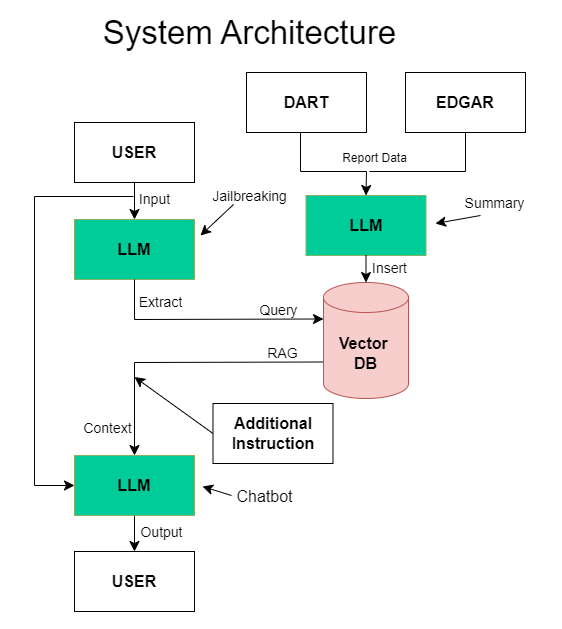 System Architecture
DART
EDGAR
USER
Report Data
Input
Jailbreaking
Summary
LLM
LLM
Insert
Extract
Query
Vector
DB
RAG
Additional
Instruction
Context
LLM
Chatbot
Output
USER